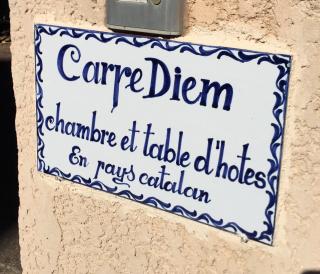 Carpe Diem
chambre et table d'hotes
En pays catalan